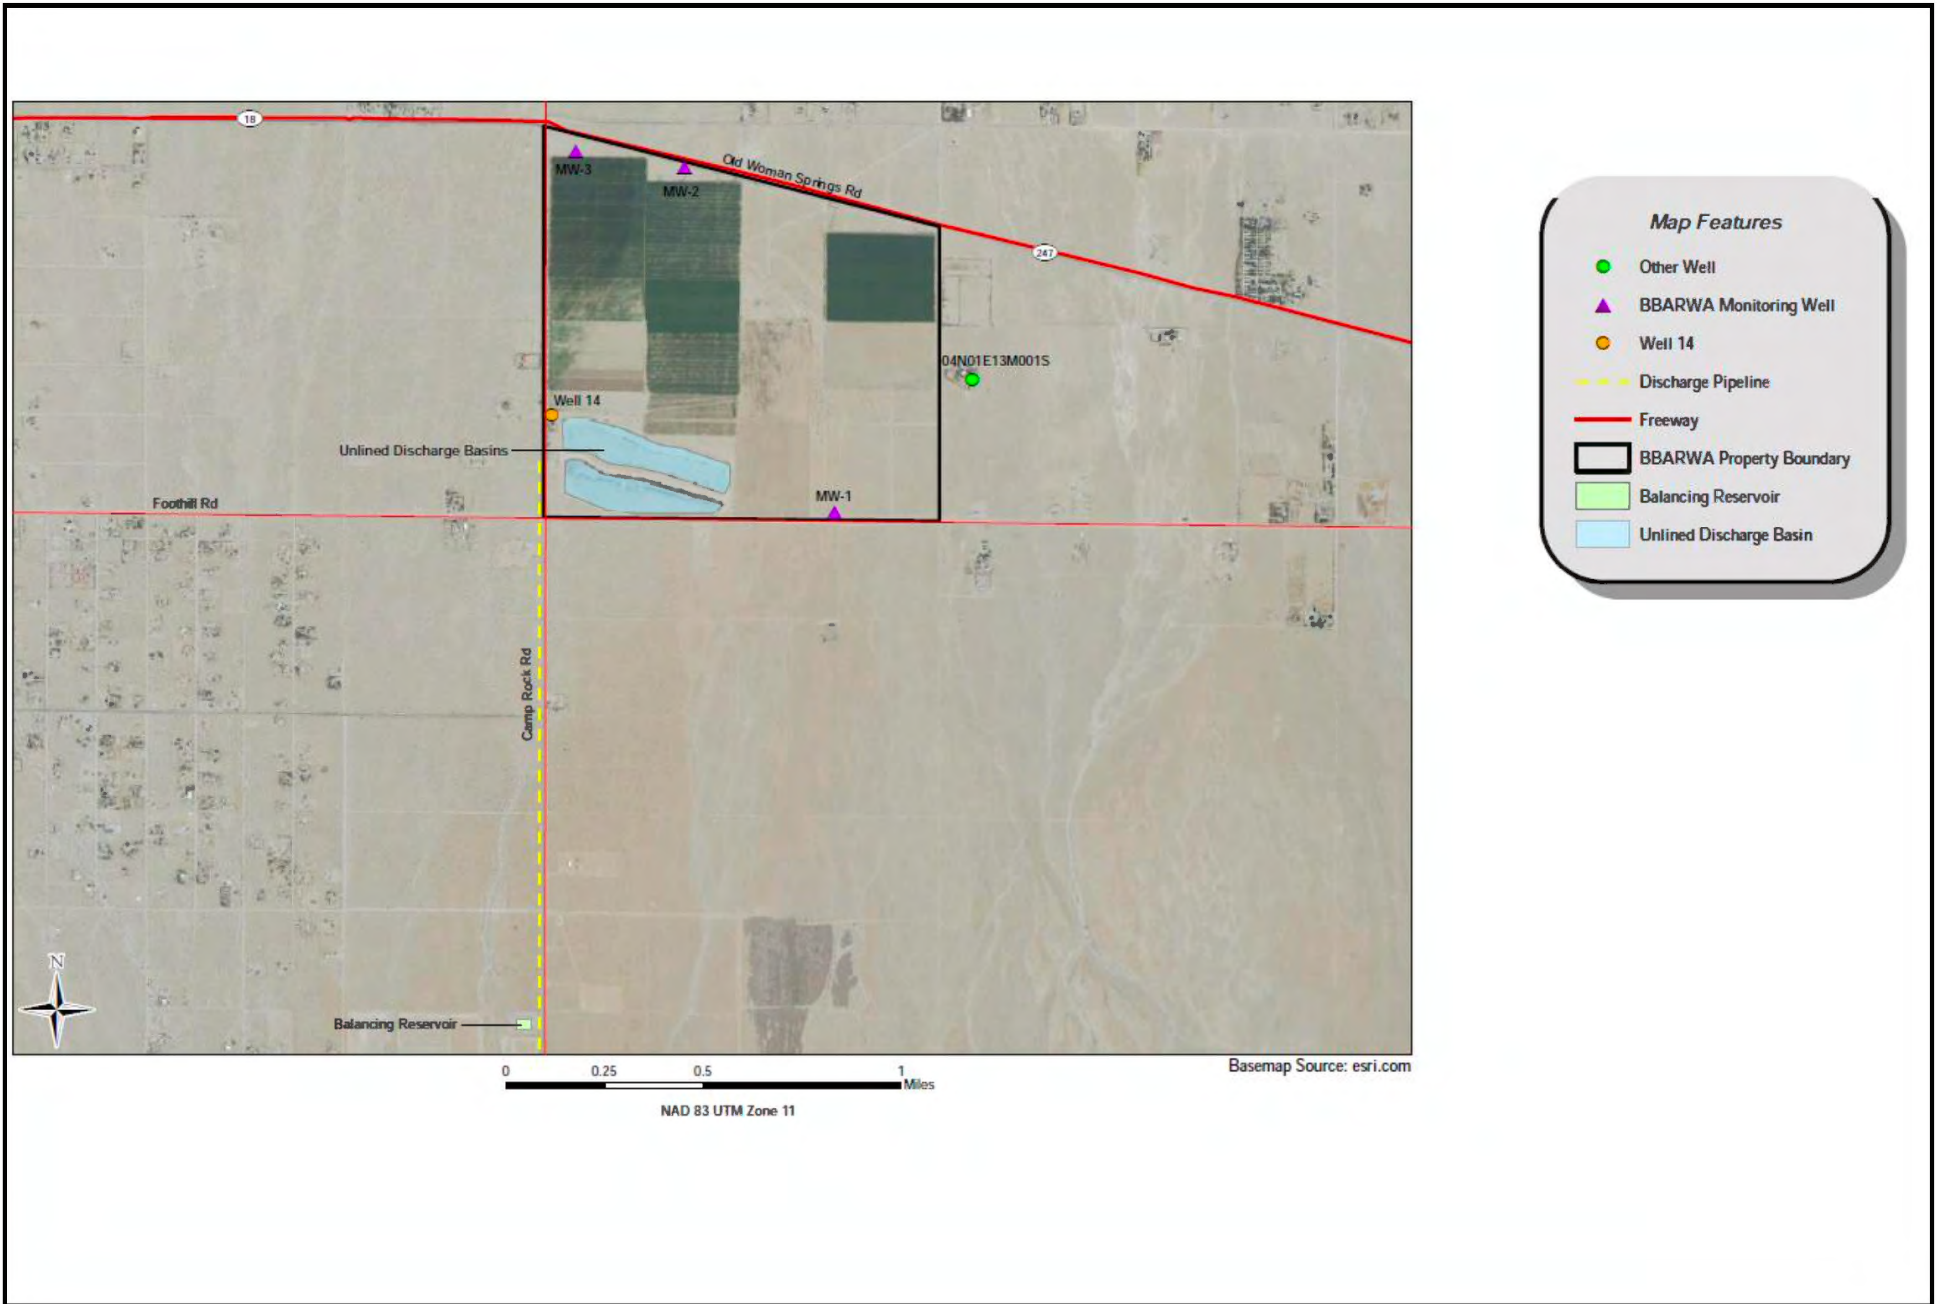 18
MW-3
MW-2
Old Woman Springs Rd
247
04N01E13M001S
Well 14
Unlined Discharge Basins
MW-1
Foothill Rd
Camp Rock Rd
N
Balancing Reservoir
0 0.25 0.5 1
Miles
NAD 83 UTM Zone 11
Basemap Source: esri.com
Map Features
Other Well
BBARWA Monitoring Well
Well 14
Discharge Pipeline
Freeway
BBARWA Property Boundary
Balancing Reservoir
Unlined Discharge Basin